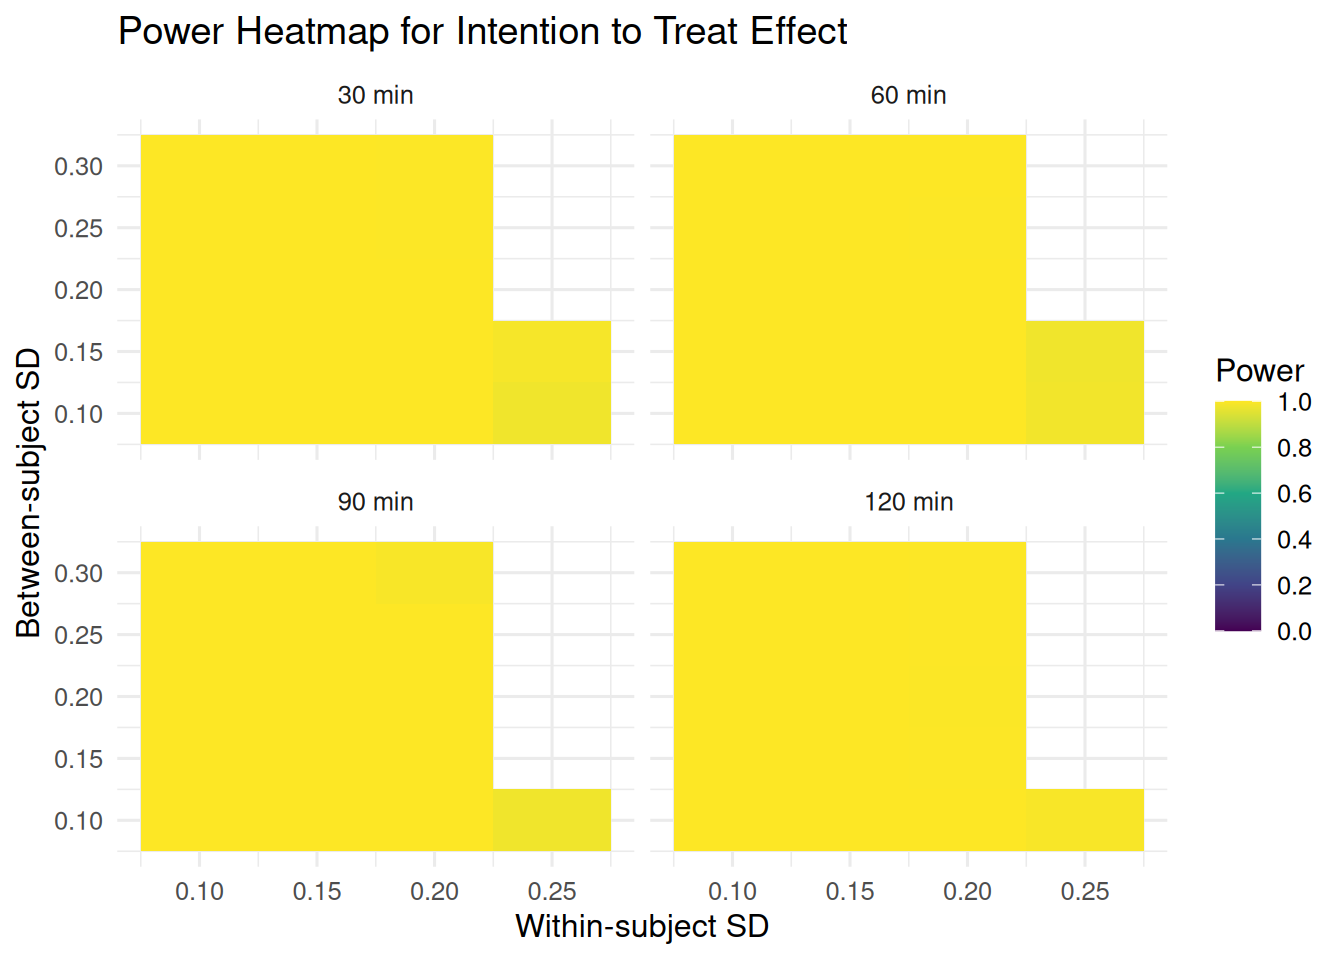 Power Heatmap for Intention to Treat Effect
30 min
60 min
0.30
0.25
0.20
0.15
0.10
90 min
120 min
0.30
0.25
0.20
0.15
0.10
0.10 0.15 0.20 0.25
0.10 0.15 0.20 0.25
Within-subject SD
Between-subject SD
Power
1.0
0.8
0.6
0.4
0.2
0.0